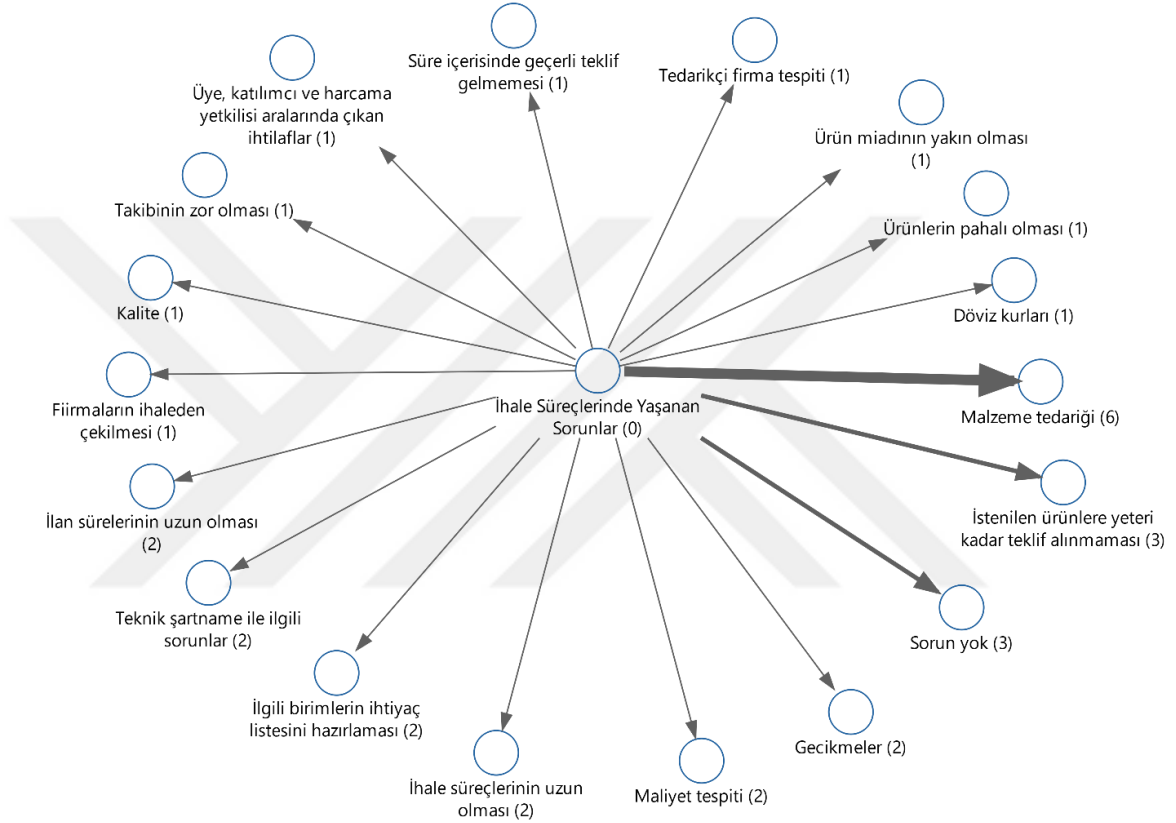 Süre içerisinde geçerli teklif
gelmemesi (1)
Tedarikçi firma tespiti (1)
Üye, katılımcı ve harcama
yetkilisi aralarında çıkan
ihtilaflar (1)
Ürün miadının yakın olması
(1)
Takibinin zor olması (1)
Ürünlerin pahalı olması (1)
Kalite (1)
Döviz kurları (1)
Fiirmaların ihaleden
çekilmesi (1)
İhale Süreçlerinde Yaşanan
Sorunlar (0)
Malzeme tedariği (6)
İlan sürelerinin uzun olması
(2)
İstenilen ürünlere yeteri
kadar teklif alınmaması (3)
Teknik şartname ile ilgili
sorunlar (2)
Sorun yok (3)
İlgili birimlerin ihtiyaç
listesini hazırlaması (2)
Gecikmeler (2)
İhale süreçlerinin uzun
olması (2)
Maliyet tespiti (2)